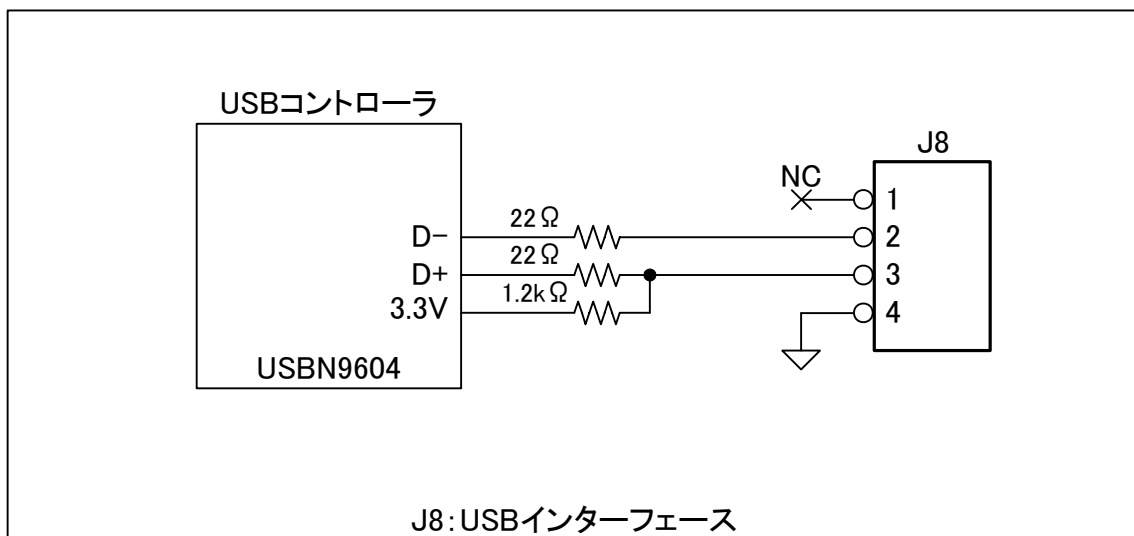 USBコントローラ
J8
NC
1
22Ω
D- 2
22Ω
D+ 3
1.2kΩ
3.3V 4
USBN9604
J8:USBインターフェース